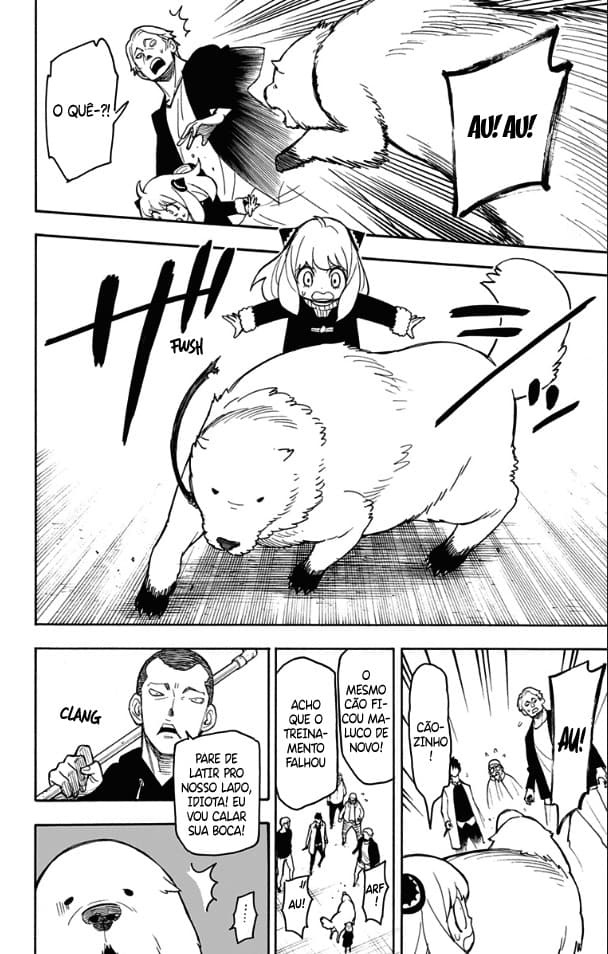 AU! AU!
O QUÊ-?!
FWSH
AU!
CÃO-
ZINHO
!
O
MESMO
CÃO FI-
COU MA-
LUCO DE
NOVO!
ACHO
QUE O
TREINA-
MENTO
FALHOU
ARF
!
AU!
CLANG
PARE DE
LATIR PRO
NOSSO LADO,
IDIOTA! EU
VOU CALAR
SUA BOCA!
.....